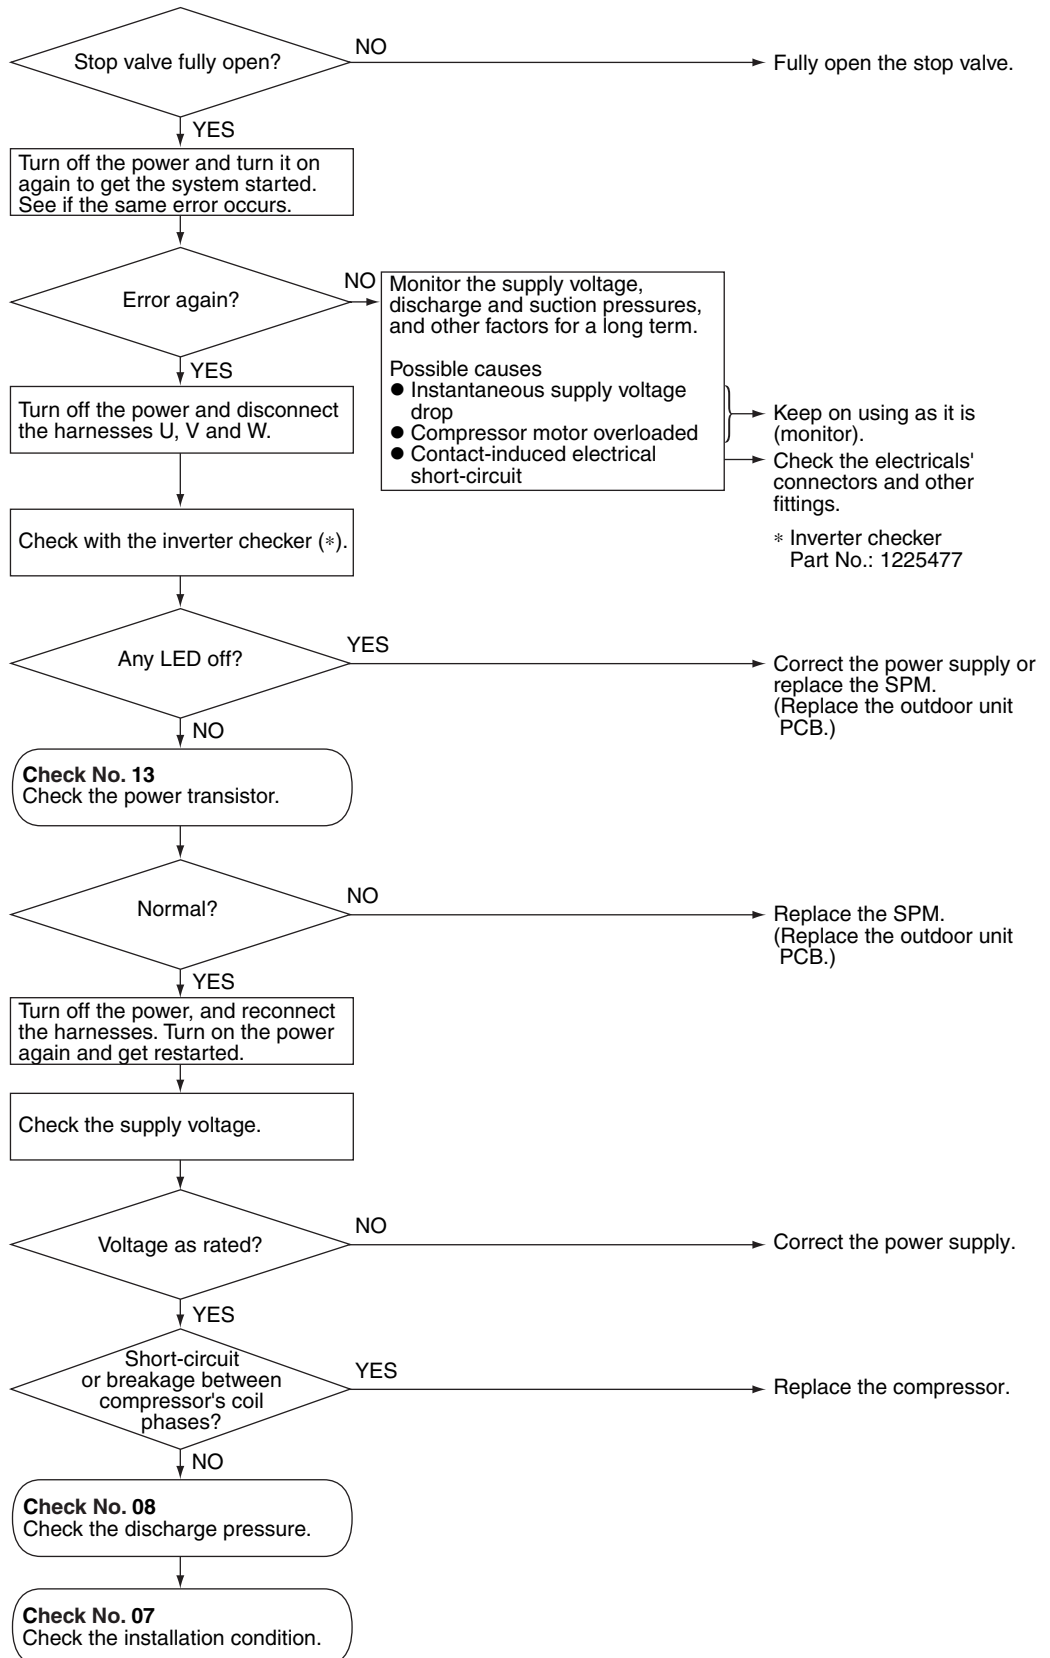 Stop valve fully open?
NO
Fully open the stop valve.
YES
Turn off the power and turn it on
again to get the system started.
See if the same error occurs.
Error again?
NO
Monitor the supply voltage,
discharge and suction pressures,
and other factors for a long term.
Possible causes
● Instantaneous supply voltage
drop
● Compressor motor overloaded
● Contact-induced electrical
short-circuit
Keep on using as it is
(monitor).
Check the electricals'
connectors and other
fittings.
YES
Turn off the power and disconnect
the harnesses U, V and W.
Check with the inverter checker (*).
* Inverter checker
Part No.: 1225477
Any LED off?
YES
Correct the power supply or
replace the SPM.
(Replace the outdoor unit
PCB.)
NO
Check No. 13
Check the power transistor.
Normal?
NO
Replace the SPM.
(Replace the outdoor unit
PCB.)
YES
Turn off the power, and reconnect
the harnesses. Turn on the power
again and get restarted.
Check the supply voltage.
Voltage as rated?
NO
Correct the power supply.
YES
Short-circuit
or breakage between
compressor's coil
phases?
YES
Replace the compressor.
NO
Check No. 08
Check the discharge pressure.
Check No. 07
Check the installation condition.